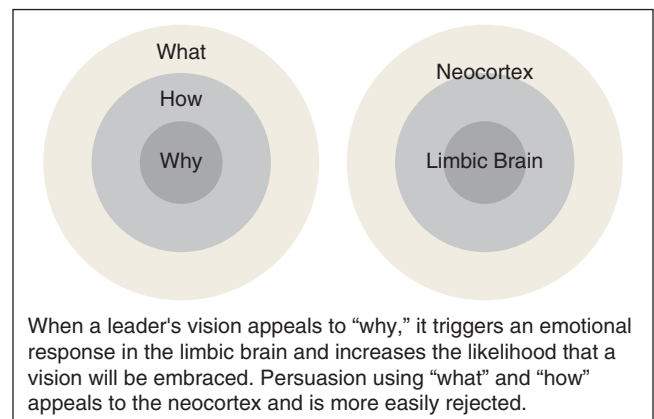 What
How
Why
Neocortex
Limbic Brain
When a leader's vision appeals to “why,” it triggers an emotional
response in the limbic brain and increases the likelihood that a
vision will be embraced. Persuasion using “what” and “how”
appeals to the neocortex and is more easily rejected.